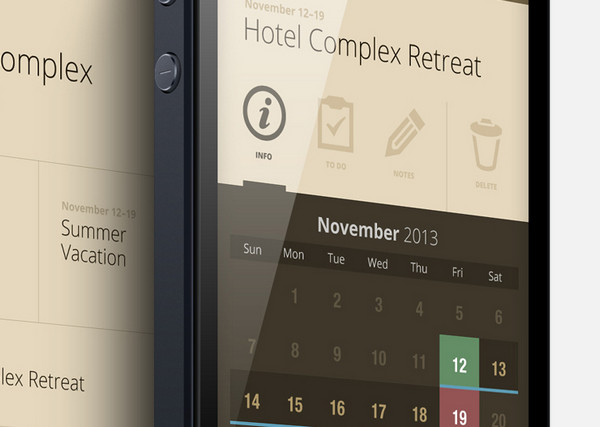 omplex
November 12–19
Summer
Vacation
lex Retreat
November 12–19
Hotel Complex Retreat
INFO
TO DO
NOTES
DELETE
November 2013
Sun Mon Tue Wed Thu Fri Sat
1 2 3 4 5 6
7 8 9 10 11 12 13
14 15 16 17 18 19 20